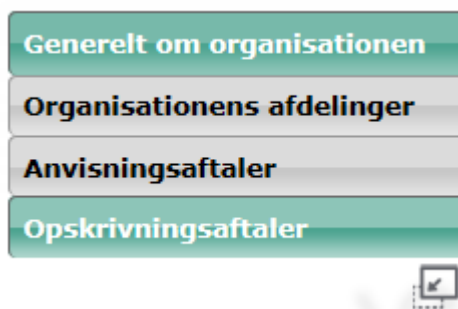 Generelt om organisationen
Organisationens afdelinger
Anvisningsaftaler
Opskrivningsaftaler